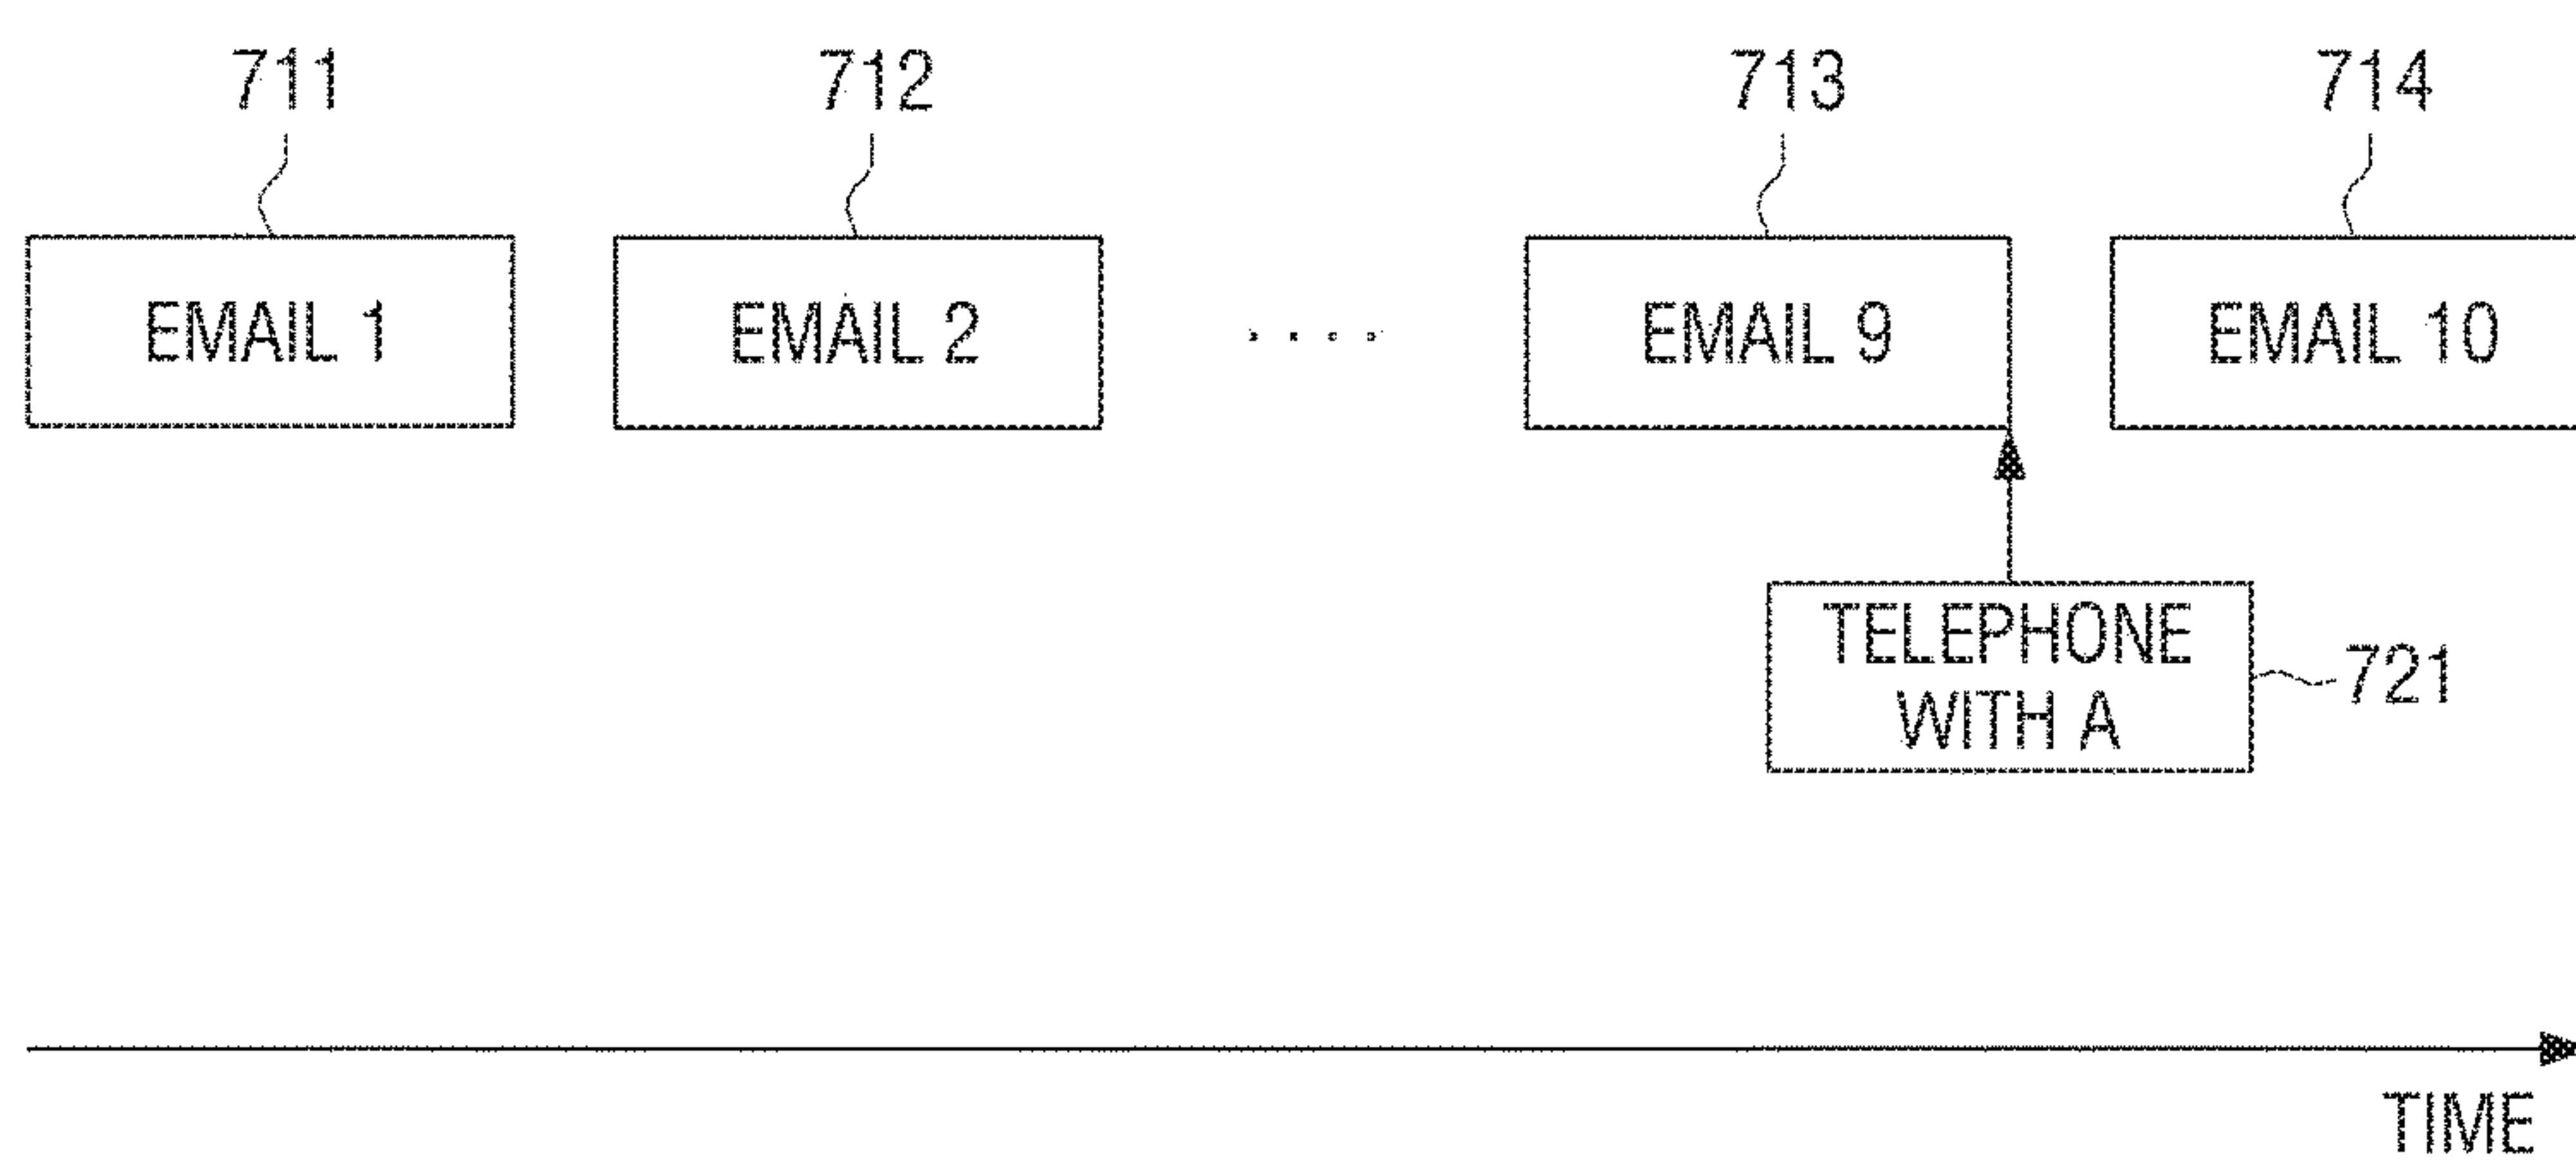 711 712 713 714
EMAIL 1 EMAIL 2 .... EMAIL 9 EMAIL 10
TELEPHONE
WITH A
721
TIME